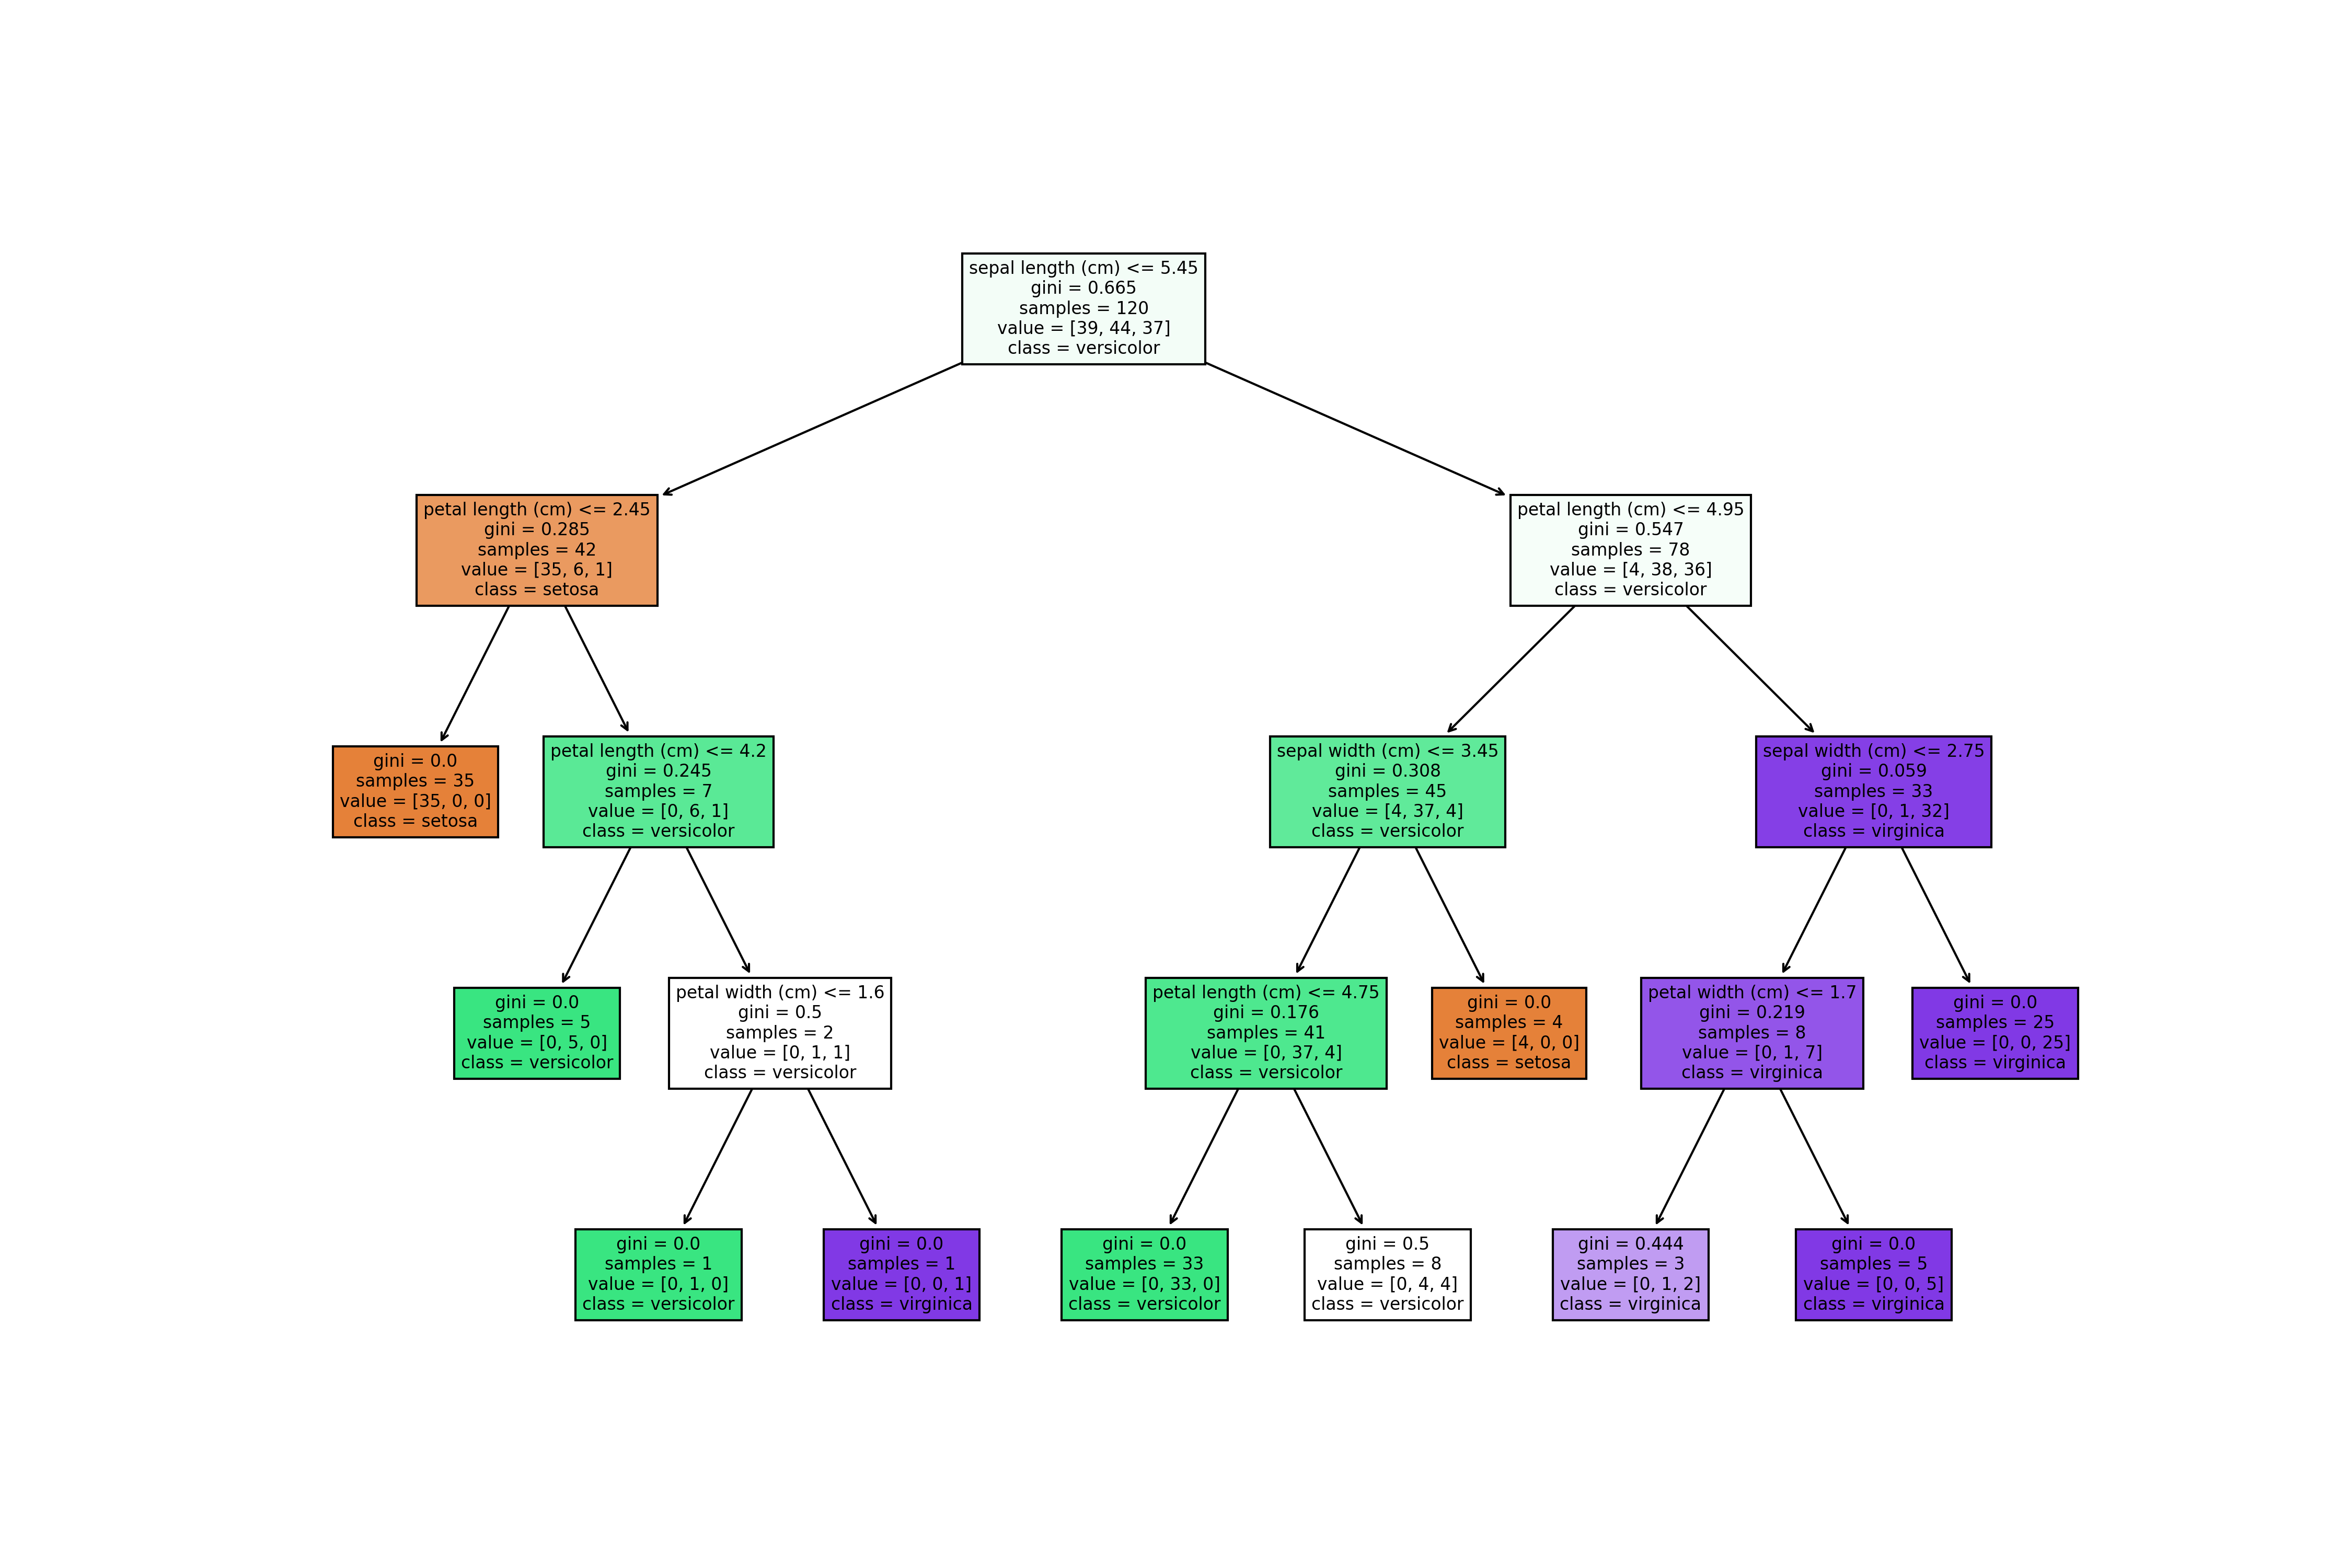 sepal length (cm) <= 5.45
gini = 0.665
samples = 120
value = [39, 44, 37]
class = versicolor
petal length (cm) <= 2.45
gini = 0.285
samples = 42
value = [35, 6, 1]
class = setosa
petal length (cm) <= 4.95
gini = 0.547
samples = 78
value = [4, 38, 36]
class = versicolor
gini = 0.0
samples = 35
value = [35, 0, 0]
class = setosa
petal length (cm) <= 4.2
gini = 0.245
samples = 7
value = [0, 6, 1]
class = versicolor
sepal width (cm) <= 3.45
gini = 0.308
samples = 45
value = [4, 37, 4]
class = versicolor
sepal width (cm) <= 2.75
gini = 0.059
samples = 33
value = [0, 1, 32]
class = virginica
gini = 0.0
samples = 5
value = [0, 5, 0]
class = versicolor
petal width (cm) <= 1.6
gini = 0.5
samples = 2
value = [0, 1, 1]
class = versicolor
petal length (cm) <= 4.75
gini = 0.176
samples = 41
value = [0, 37, 4]
class = versicolor
gini = 0.0
samples = 4
value = [4, 0, 0]
class = setosa
petal width (cm) <= 1.7
gini = 0.219
samples = 8
value = [0, 1, 7]
class = virginica
gini = 0.0
samples = 25
value = [0, 0, 25]
class = virginica
gini = 0.0
samples = 1
value = [0, 1, 0]
class = versicolor
gini = 0.0
samples = 1
value = [0, 0, 1]
class = virginica
gini = 0.0
samples = 33
value = [0, 33, 0]
class = versicolor
gini = 0.5
samples = 8
value = [0, 4, 4]
class = versicolor
gini = 0.444
samples = 3
value = [0, 1, 2]
class = virginica
gini = 0.0
samples = 5
value = [0, 0, 5]
class = virginica